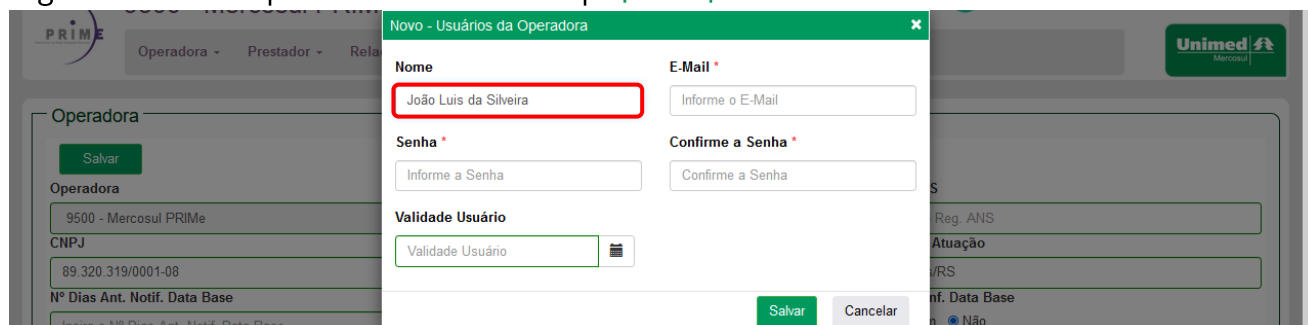 Novo - Usuários da Operadora ×
PRIME
Operadora Prestador
Unimed
Mercosul
Nome E-Mail *
João Luis da Silveira Informe o E-Mail
Operadora
Senha * Confirme a Senha *
Salvar
Informe a Senha Confirme a Senha
Operadora
9500 - Mercosul PRIMe Reg. ANS
Validade Usuário
CNPJ Atuação
Validade Usuário
89.320.319/0001-08 /RS
Nº Dias Ant. Notif. Data Base nf. Data Base
Salvar Cancelar
Não